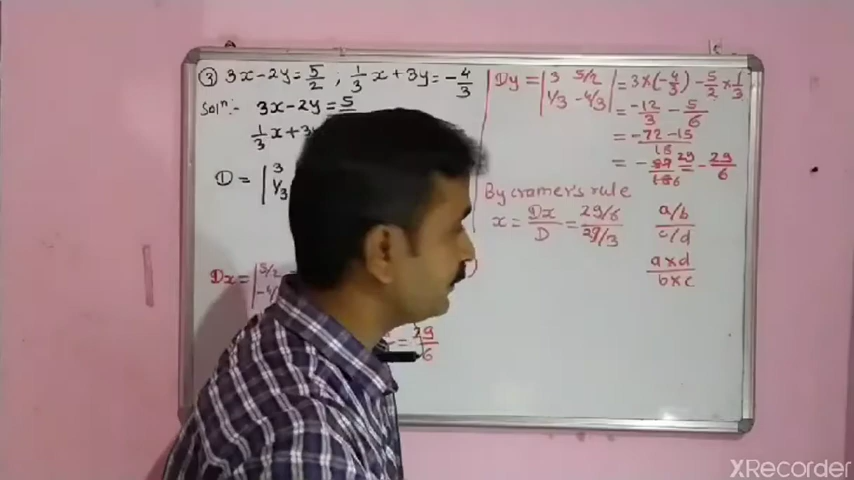 ③ 3x-2y=5/2 ; 1/3 x+3y=-4/3
Solⁿ:- 3x-2y=5
1/3 x+3
D = | 3
1/3
Dx = | 5/2
= 29/6
Dy = | 3 5/2 | = 3×(-4/3) - 5/2 × 1/3
| 1/3 -4/3 |
= -12/3 - 5/6
= -72-15/18
= - 87 29/18 6 = - 29/6
By cramer's rule
x = Dx/D = 29/6 / 29/3
a/b
c/d
a×d
b×c
XRecorder